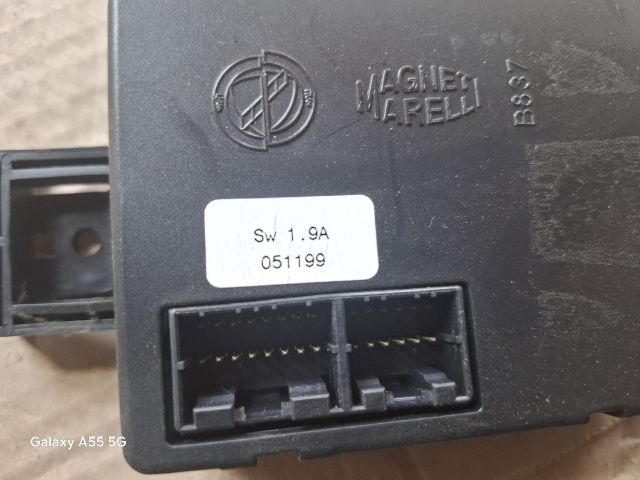 MAGNETI
MARELLI
B837
Sw 1.9A
051199
Galaxy A55 5G